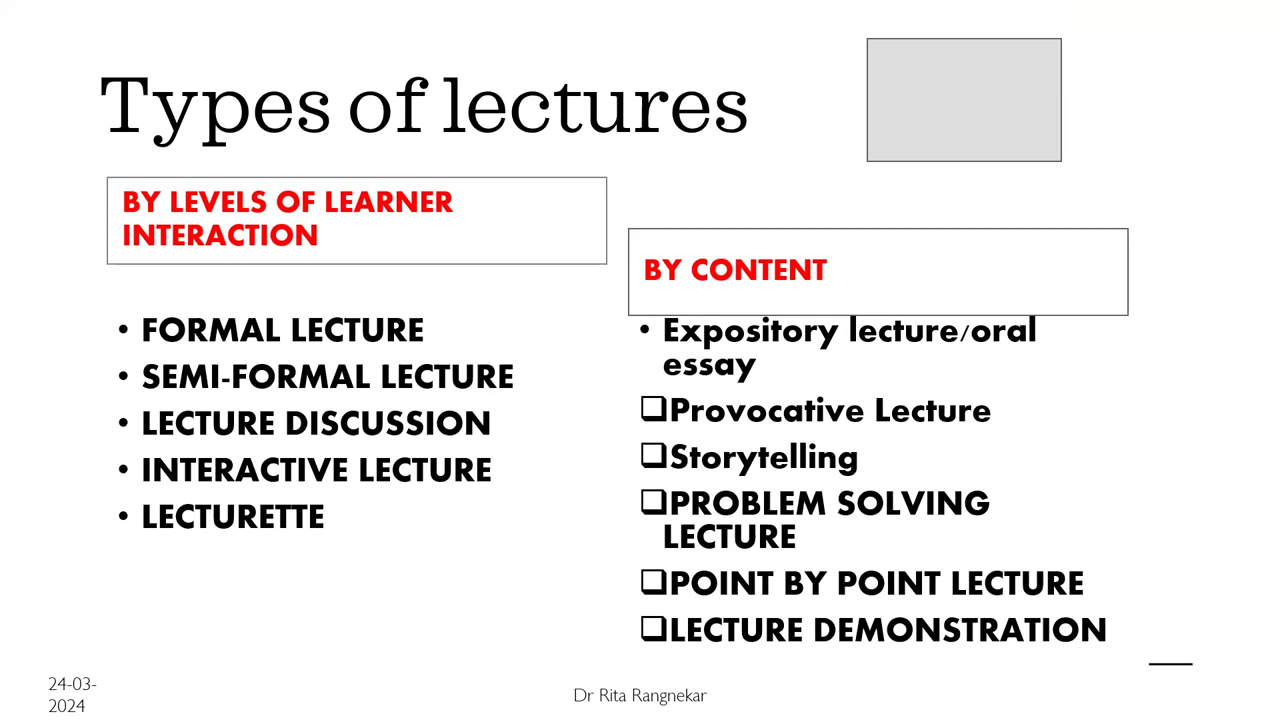 Types of lectures
BY LEVELS OF LEARNER
INTERACTION
• FORMAL LECTURE
• SEMI-FORMAL LECTURE
• LECTURE DISCUSSION
• INTERACTIVE LECTURE
• LECTURETTE
BY CONTENT
• Expository lecture/oral
essay
❑Provocative Lecture
❑Storytelling
❑PROBLEM SOLVING
LECTURE
❑POINT BY POINT LECTURE
❑LECTURE DEMONSTRATION
24-03-
2024
Dr Rita Rangnekar